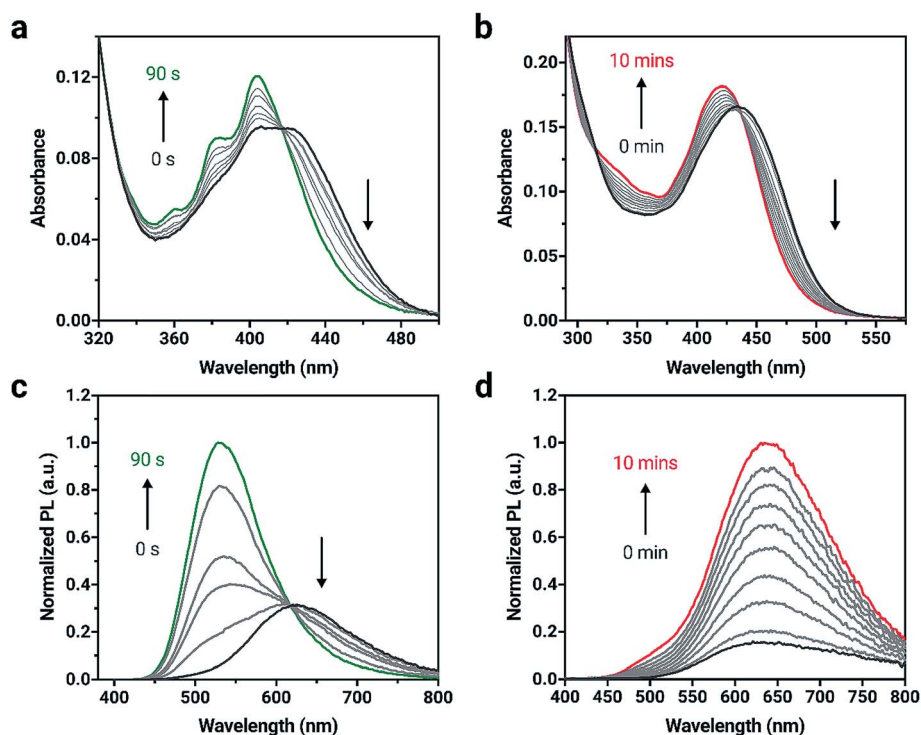 a
0.12
0.08
0.04
0.00
320 360 400 440 480
Absorbance
Wavelength (nm)
90 s
0 s
b
0.20
0.15
0.10
0.05
0.00
300 350 400 450 500 550
Absorbance
Wavelength (nm)
10 mins
0 min
c
1.2
1.0
0.8
0.6
0.4
0.2
0.0
400 500 600 700 800
Normalized PL (a.u.)
Wavelength (nm)
90 s
0 s
d
1.2
1.0
0.8
0.6
0.4
0.2
0.0
400 450 500 550 600 650 700 750 800
Normalized PL (a.u.)
Wavelength (nm)
10 mins
0 min